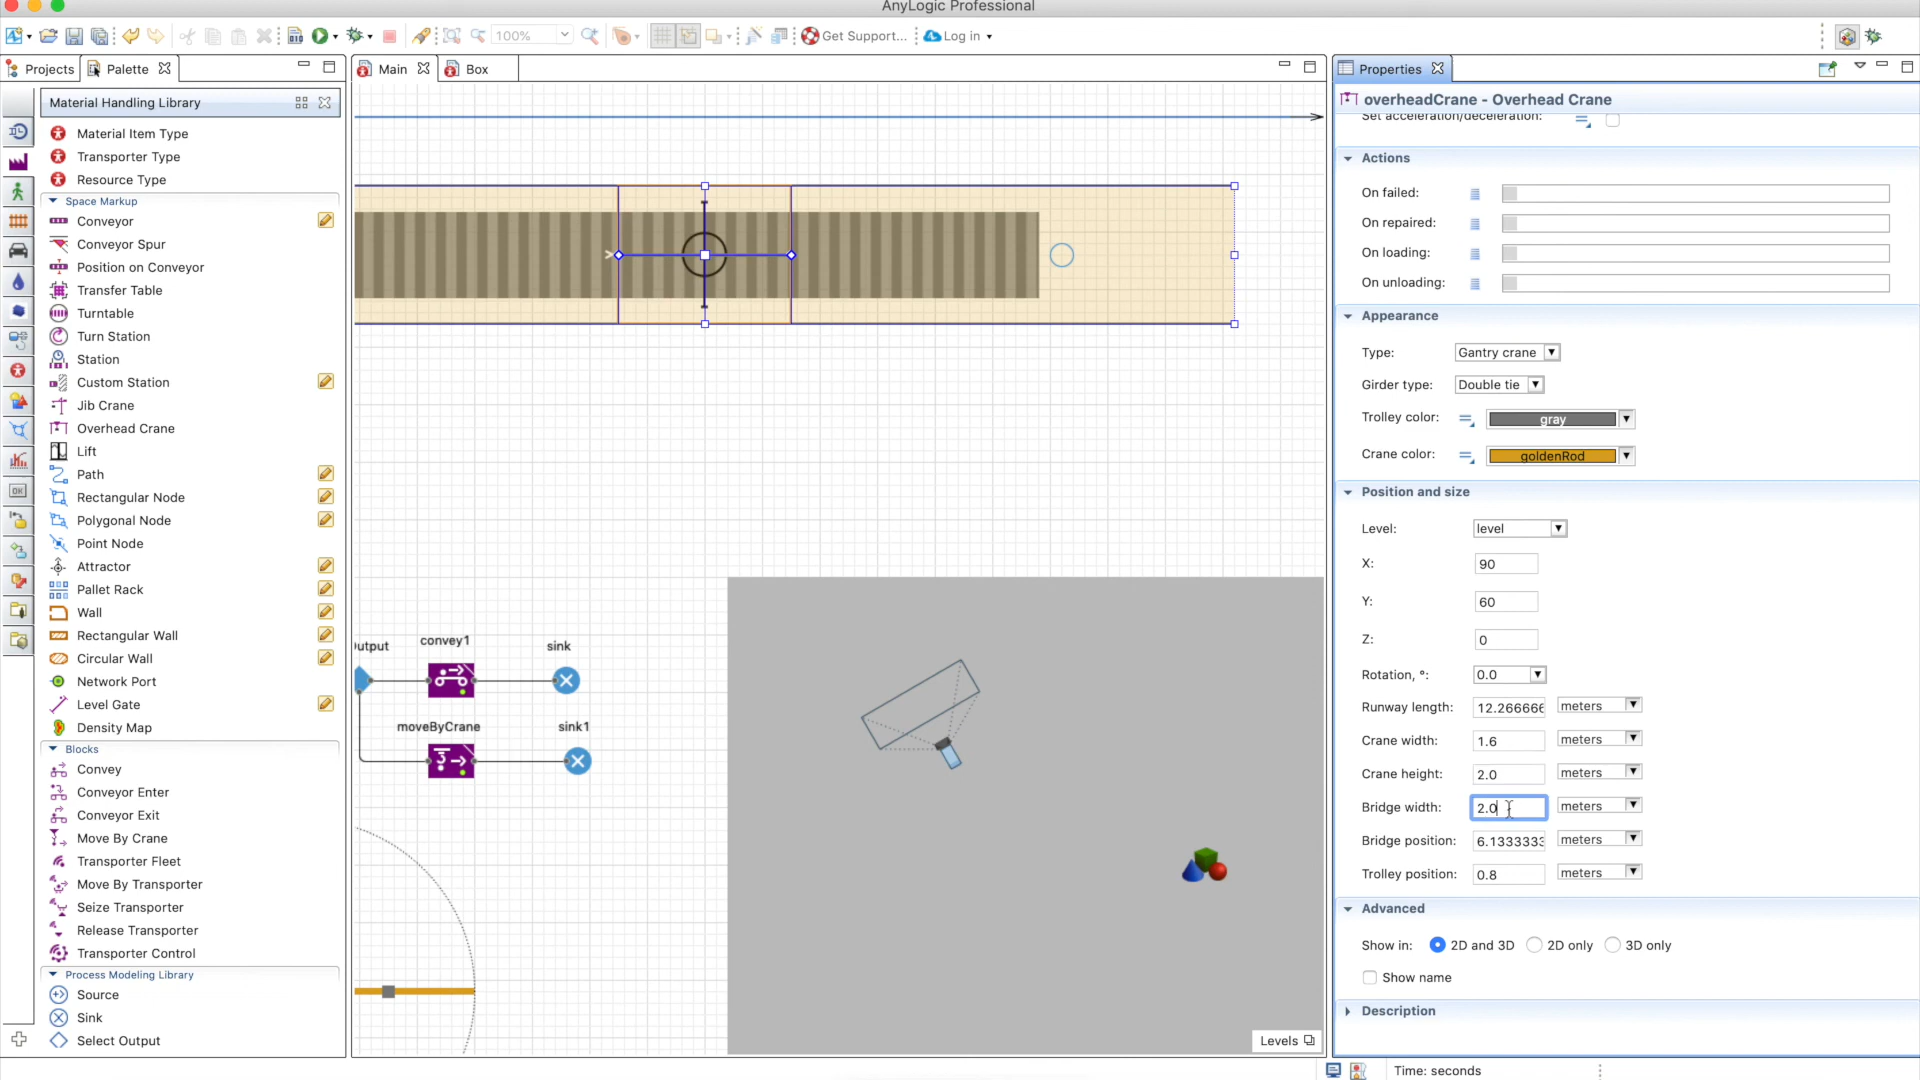 AnyLogic Professional
100%
Get Support...
Log in
Projects
Palette
Main
Box
Properties
Material Handling Library
overheadCrane - Overhead Crane
Set acceleration/deceleration:
Material Item Type
Transporter Type
Resource Type
Space Markup
Conveyor
Conveyor Spur
Position on Conveyor
Transfer Table
Turntable
Turn Station
Station
Custom Station
Jib Crane
Overhead Crane
Lift
Path
Rectangular Node
Polygonal Node
Point Node
Attractor
Pallet Rack
Wall
Rectangular Wall
Circular Wall
Network Port
Level Gate
Density Map
Blocks
Convey
Conveyor Enter
Conveyor Exit
Move By Crane
Transporter Fleet
Move By Transporter
Seize Transporter
Release Transporter
Transporter Control
Process Modeling Library
Source
Sink
Select Output
utput
convey1
sink
moveByCrane
sink1
Levels
Actions
On failed:
On repaired:
On loading:
On unloading:
Appearance
Type: Gantry crane
Girder type: Double tie
Trolley color: gray
Crane color: goldenRod
Position and size
Level: level
X: 90
Y: 60
Z: 0
Rotation, °: 0.0
Runway length: 12.266666 meters
Crane width: 1.6 meters
Crane height: 2.0 meters
Bridge width: 2.0 meters
Bridge position: 6.1333333 meters
Trolley position: 0.8 meters
Advanced
Show in: 2D and 3D 2D only 3D only
Show name
Description
Time: seconds